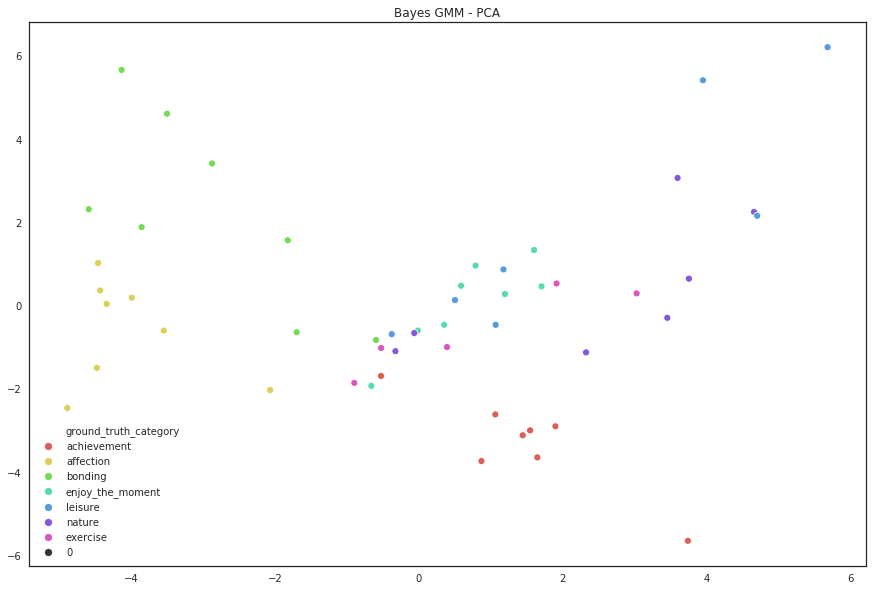 Bayes GMM - PCA
6
4
2
0
−2
−4
−6
ground_truth_category
achievement
affection
bonding
enjoy_the_moment
leisure
nature
exercise
0
−4
−2
0
2
4
6